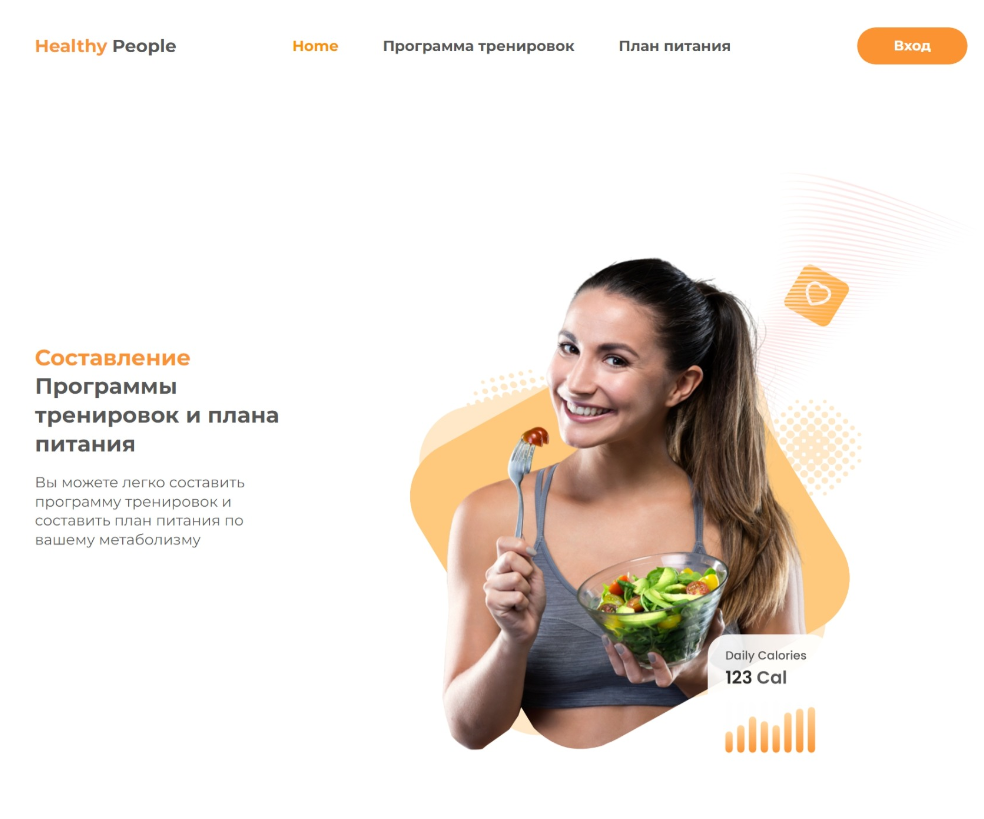 Healthy People
Home
Программа тренировок
План питания
Вход
Составление
Программы
тренировок и плана
питания
Вы можете легко составить
программу тренировок и
составить план питания по
вашему метаболизму
Daily Calories
123 Cal